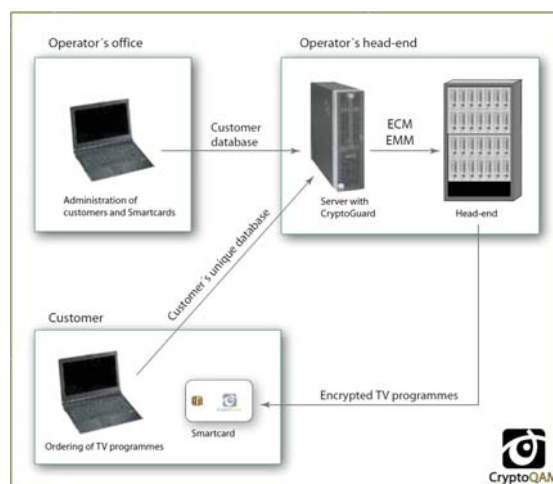 Operator´s office
Operator´s head-end
Customer
database
ECM
EMM
Administration of
customers and Smartcards
Server with
CryptoGuard
Head-end
Customer´s unique database
Customer
Encrypted TV programmes
Smartcard
Ordering of TV programmes
CryptoQAM